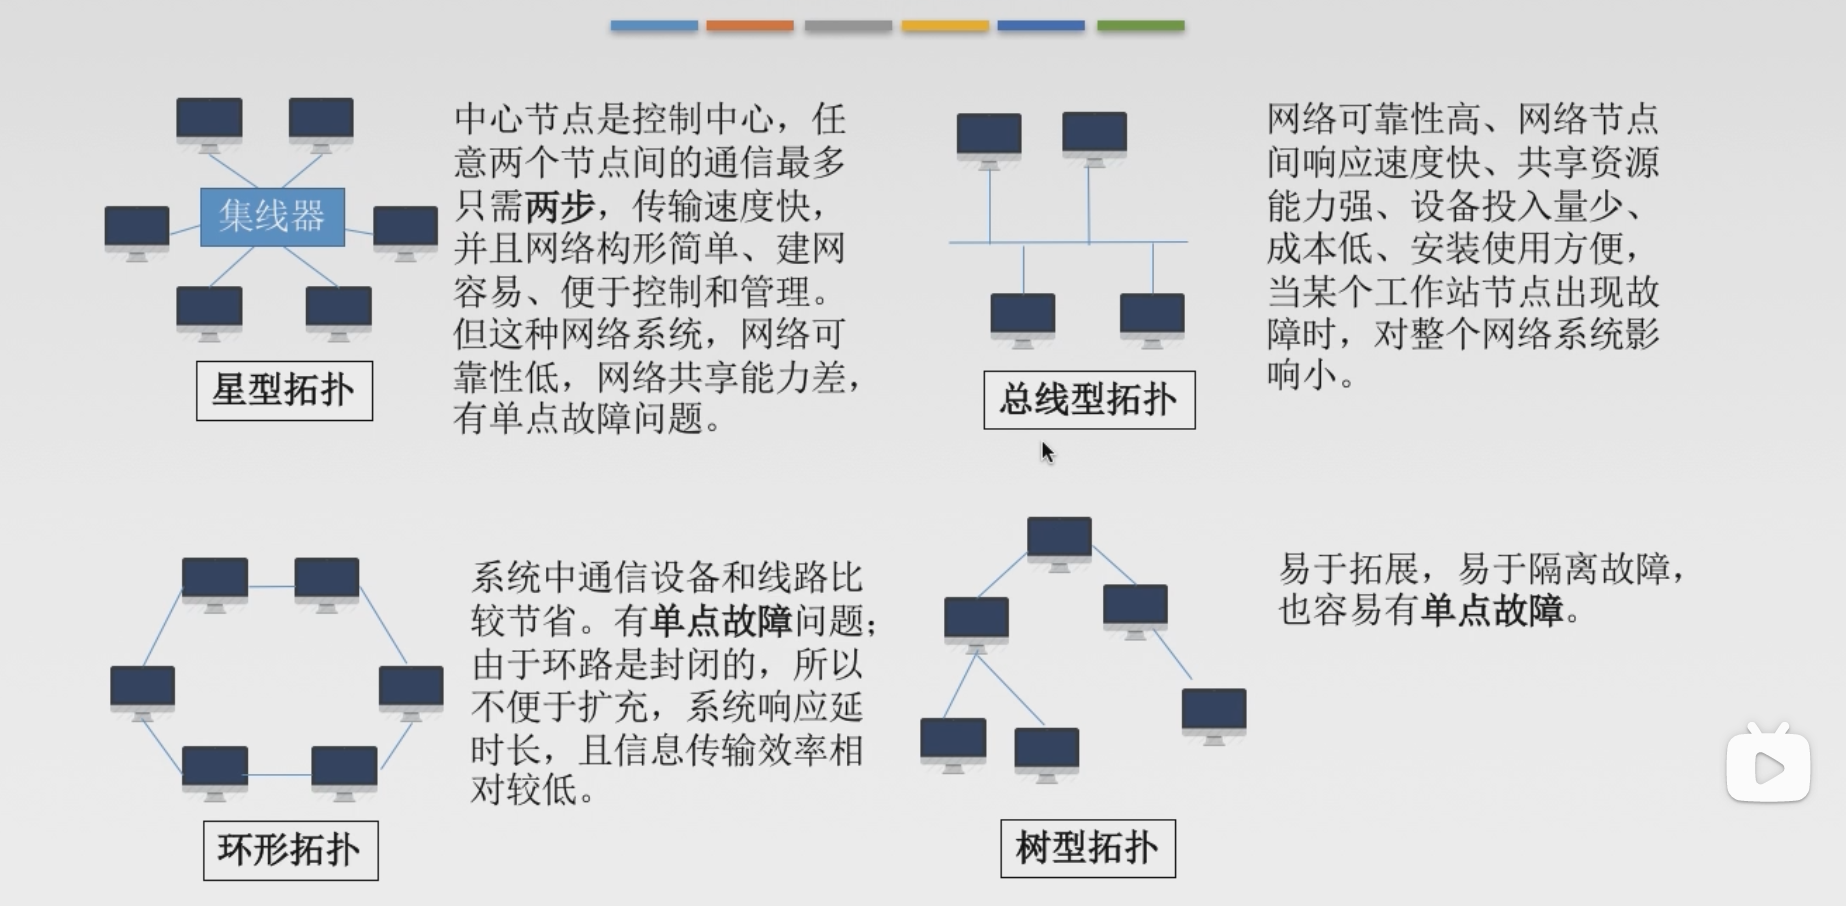 集线器
星型拓扑
中心节点是控制中心，任
意两个节点间的通信最多
只需两步，传输速度快，
并且网络构形简单、建网
容易、便于控制和管理。
但这种网络系统，网络可
靠性低，网络共享能力差，
有单点故障问题。
总线型拓扑
网络可靠性高、网络节点
间响应速度快、共享资源
能力强、设备投入量少、
成本低、安装使用方便，
当某个工作站节点出现故
障时，对整个网络系统影
响小。
环形拓扑
系统中通信设备和线路比
较节省。有单点故障问题；
由于环路是封闭的，所以
不便于扩充，系统响应延
时长，且信息传输效率相
对较低。
树型拓扑
易于拓展，易于隔离故障，
也容易有单点故障。